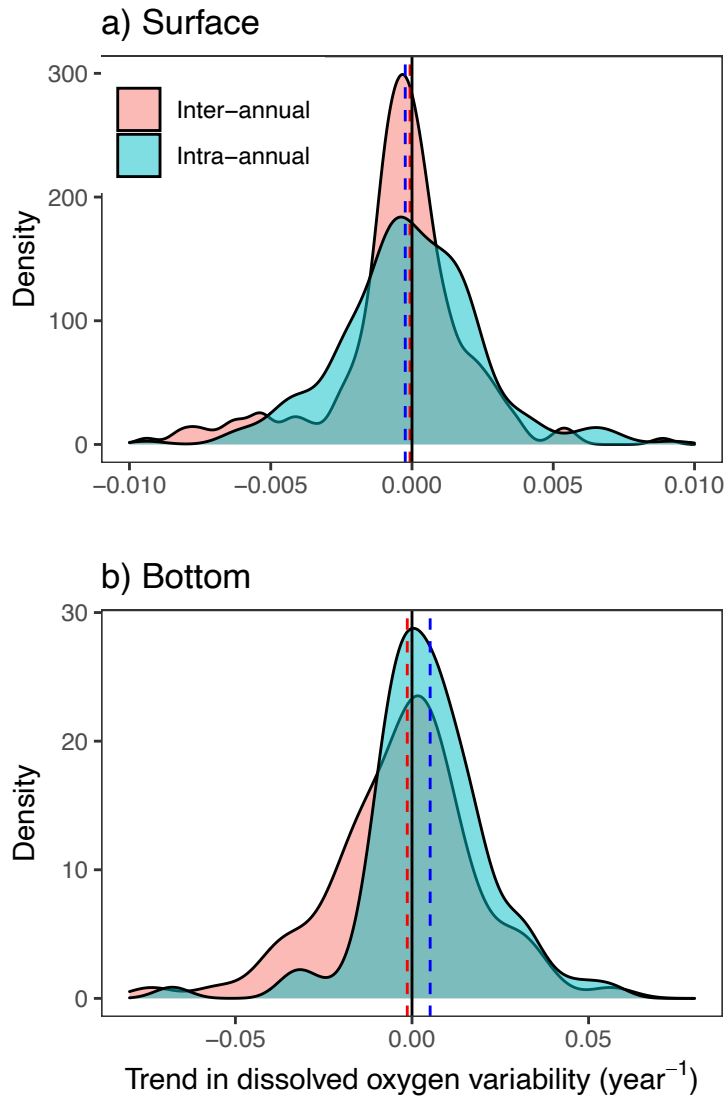 a) Surface
300
200
100
0
Density
Inter−annual
Intra−annual
−0.010
−0.005
0.000
0.005
0.010
b) Bottom
30
20
10
0
Density
−0.05
0.00
0.05
Trend in dissolved oxygen variability (year⁻¹)